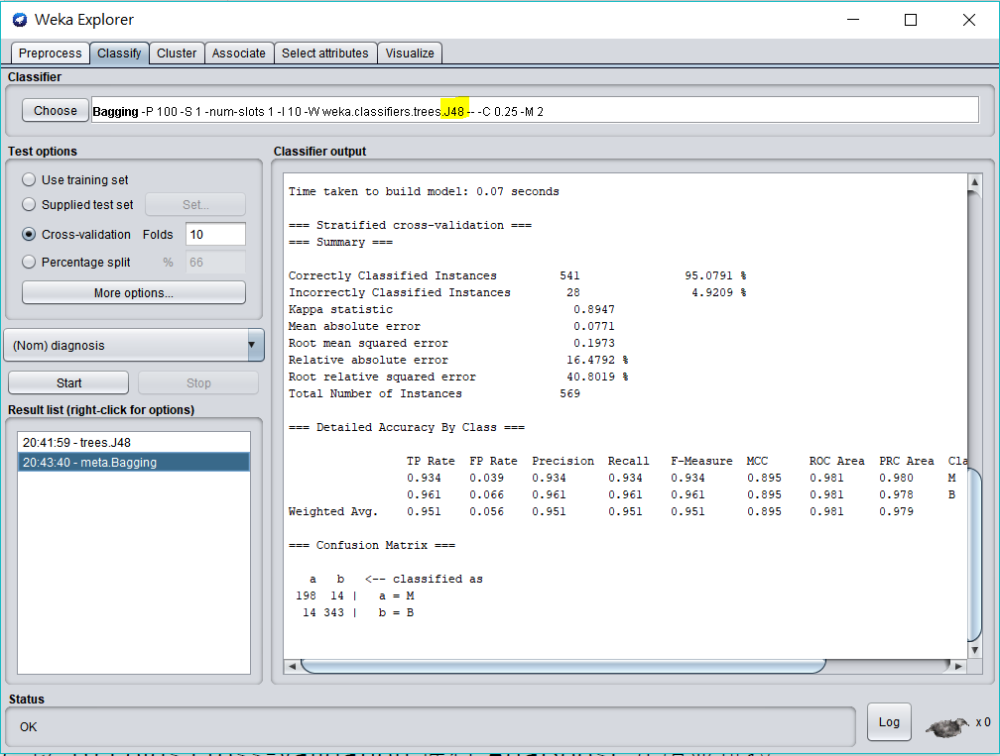 Weka Explorer
Preprocess Classify Cluster Associate Select attributes Visualize
Classifier
Choose Bagging -P 100 -S 1 -num-slots 1 -I 10 -W weka.classifiers.trees.J48 -- -C 0.25 -M 2
Test options
Use training set
Supplied test set Set...
Cross-validation Folds 10
Percentage split % 66
More options...
(Nom) diagnosis
Start Stop
Result list (right-click for options)
20:41:59 - trees.J48
20:43:40 - meta.Bagging
Classifier output
Time taken to build model: 0.07 seconds
=== Stratified cross-validation ===
=== Summary ===
Correctly Classified Instances 541 95.0791 %
Incorrectly Classified Instances 28 4.9209 %
Kappa statistic 0.8947
Mean absolute error 0.0771
Root mean squared error 0.1973
Relative absolute error 16.4792 %
Root relative squared error 40.8019 %
Total Number of Instances 569
=== Detailed Accuracy By Class ===
TP Rate FP Rate Precision Recall F-Measure MCC ROC Area PRC Area Cla
0.934 0.039 0.934 0.934 0.934 0.895 0.981 0.980 M
0.961 0.066 0.961 0.961 0.961 0.895 0.981 0.978 B
Weighted Avg. 0.951 0.056 0.951 0.951 0.951 0.895 0.981 0.979
=== Confusion Matrix ===
a b <-- classified as
198 14 | a = M
14 343 | b = B
Status
OK
Log
x 0